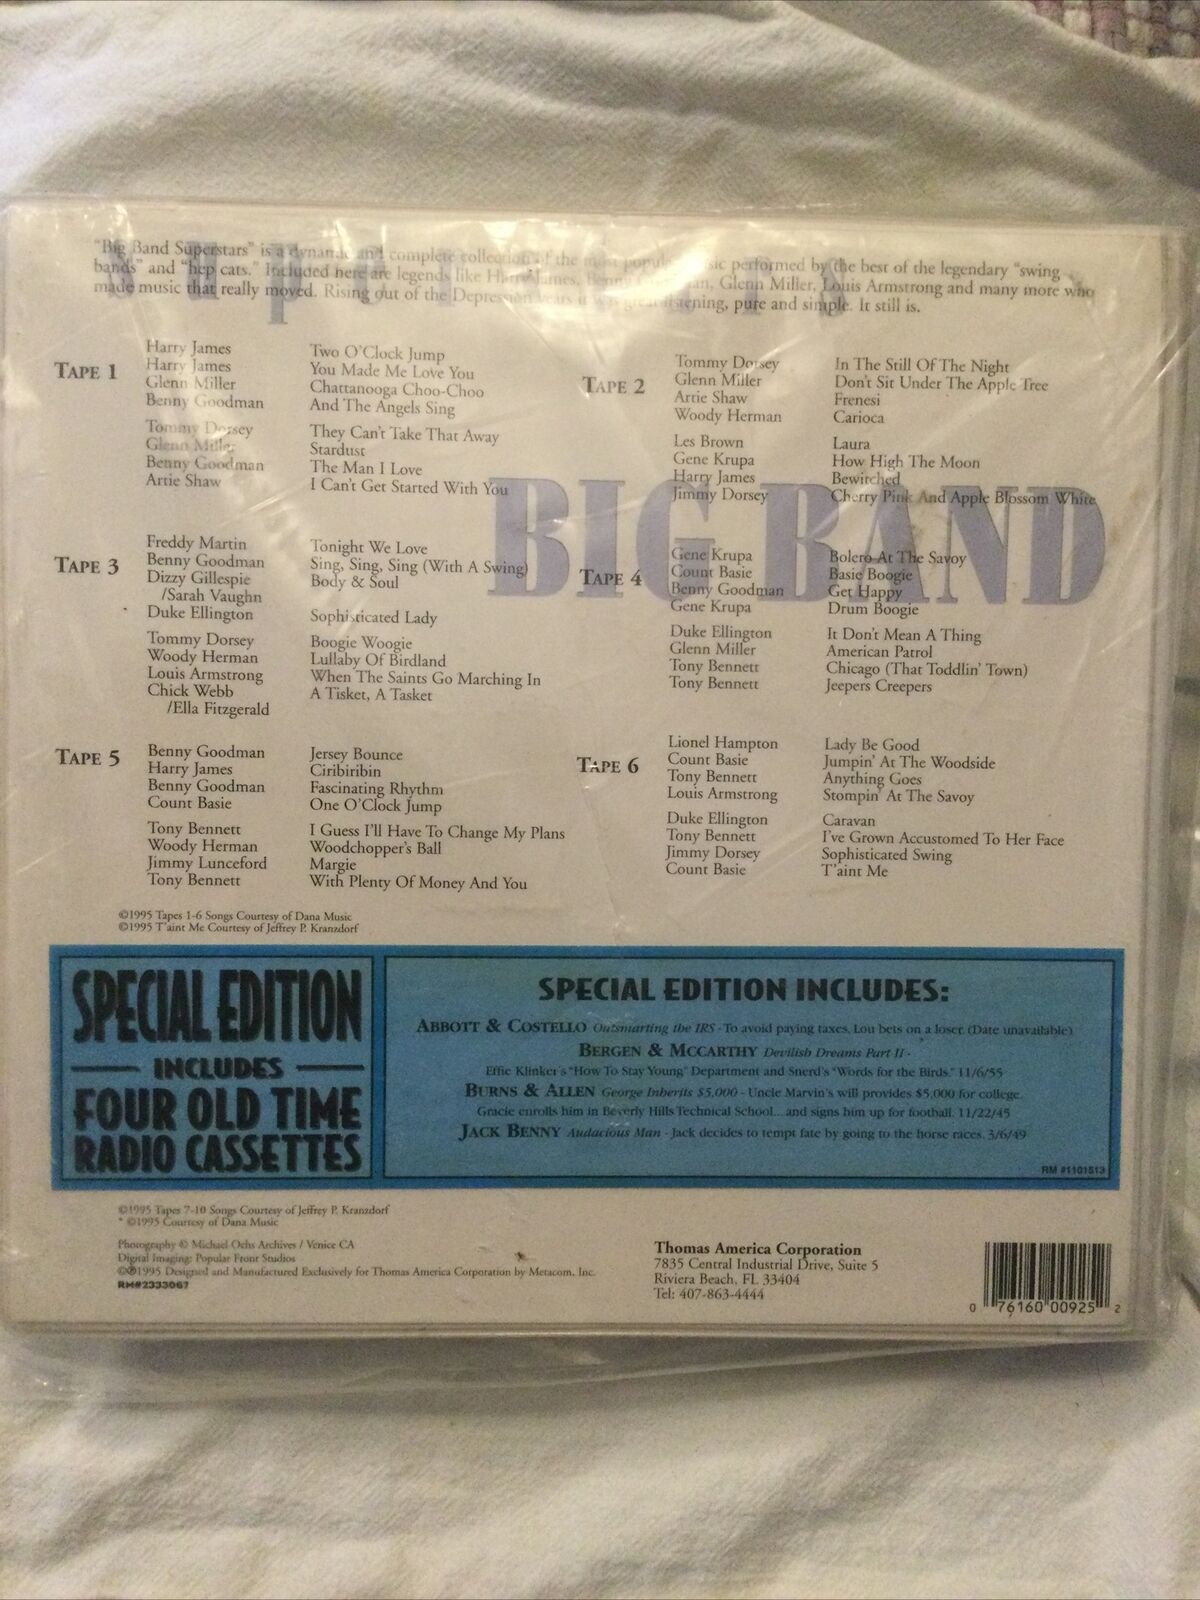 SUPERSTARS
"Big Band Superstars" is a dynamic and complete collection of the most popular music performed by the best of the legendary "swing
bands" and "hep cats." Included here are legends like Harry James, Benny Goodman, Glenn Miller, Louis Armstrong and many more who
made music that really moved. Rising out of the Depression years it was great listening, pure and simple. It still is.
BIG BAND
TAPE 1
Harry James Two O'Clock Jump
Harry James You Made Me Love You
Glenn Miller Chattanooga Choo-Choo
Benny Goodman And The Angels Sing
Tommy Dorsey They Can't Take That Away
Glenn Miller Stardust
Benny Goodman The Man I Love
Artie Shaw I Can't Get Started With You
TAPE 2
Tommy Dorsey In The Still Of The Night
Glenn Miller Don't Sit Under The Apple Tree
Artie Shaw Frenesi
Woody Herman Carioca
Les Brown Laura
Gene Krupa How High The Moon
Harry James Bewitched
Jimmy Dorsey Cherry Pink And Apple Blossom White
TAPE 3
Freddy Martin Tonight We Love
Benny Goodman Sing, Sing, Sing (With A Swing)
Dizzy Gillespie Body & Soul
/Sarah Vaughn
Duke Ellington Sophisticated Lady
Tommy Dorsey Boogie Woogie
Woody Herman Lullaby Of Birdland
Louis Armstrong When The Saints Go Marching In
Chick Webb A Tisket, A Tasket
/Ella Fitzgerald
TAPE 4
Gene Krupa Bolero At The Savoy
Count Basie Basie Boogie
Benny Goodman Get Happy
Gene Krupa Drum Boogie
Duke Ellington It Don't Mean A Thing
Glenn Miller American Patrol
Tony Bennett Chicago (That Toddlin' Town)
Tony Bennett Jeepers Creepers
TAPE 5
Benny Goodman Jersey Bounce
Harry James Ciribiribin
Benny Goodman Fascinating Rhythm
Count Basie One O'Clock Jump
Tony Bennett I Guess I'll Have To Change My Plans
Woody Herman Woodchopper's Ball
Jimmy Lunceford Margie
Tony Bennett With Plenty Of Money And You
TAPE 6
Lionel Hampton Lady Be Good
Count Basie Jumpin' At The Woodside
Tony Bennett Anything Goes
Louis Armstrong Stompin' At The Savoy
Duke Ellington Caravan
Tony Bennett I've Grown Accustomed To Her Face
Jimmy Dorsey Sophisticated Swing
Count Basie T'aint Me
©1995 Tapes 1-6 Songs Courtesy of Dana Music
©1995 T'aint Me Courtesy of Jeffrey P. Kranzdorf
SPECIAL EDITION
INCLUDES
FOUR OLD TIME
RADIO CASSETTES
SPECIAL EDITION INCLUDES:
ABBOTT & COSTELLO Outsmarting the IRS - To avoid paying taxes, Lou bets on a loser. (Date unavailable)
BERGEN & MCCARTHY Devilish Dreams Part II -
Effie Klinker's "How To Stay Young" Department and Snerd's "Words for the Birds." 11/6/55
BURNS & ALLEN George Inherits $5,000 - Uncle Marvin's will provides $5,000 for college.
Gracie enrolls him in Beverly Hills Technical School... and signs him up for football. 11/22/45
JACK BENNY Audacious Man - Jack decides to tempt fate by going to the horse races. 3/6/49
RM #1101513
©1995 Tapes 7-10 Songs Courtesy of Jeffrey P. Kranzdorf
* ©1995 Courtesy of Dana Music
Photography © Michael Ochs Archives / Venice CA
Digital Imaging: Popular Front Studios
©℗1995 Designed and Manufactured Exclusively for Thomas America Corporation by Metacom, Inc.
RM#2333067
Thomas America Corporation
7835 Central Industrial Drive, Suite 5
Riviera Beach, FL 33404
Tel: 407-863-4444
0 76160 00925 2